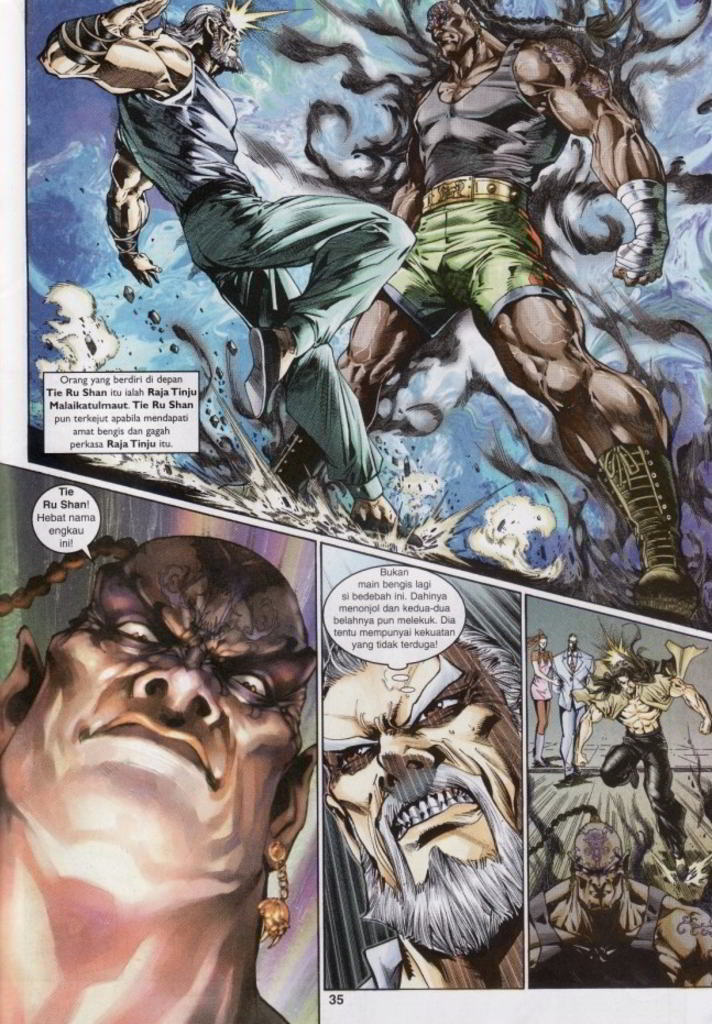 Orang yang berdiri di depan
Tie Ru Shan itu ialah Raja Tinju
Malaikatulmaut. Tie Ru Shan
pun terkejut apabila mendapati
amat bengis dan gagah
perkasa Raja Tinju itu.
Tie
Ru Shan!
Hebat nama
engkau
ini!
Bukan
main bengis lagi
si bedebah ini. Dahinya
menonjol dan kedua-dua
belahnya pun melekuk. Dia
tentu mempunyai kekuatan
yang tidak terduga!
35